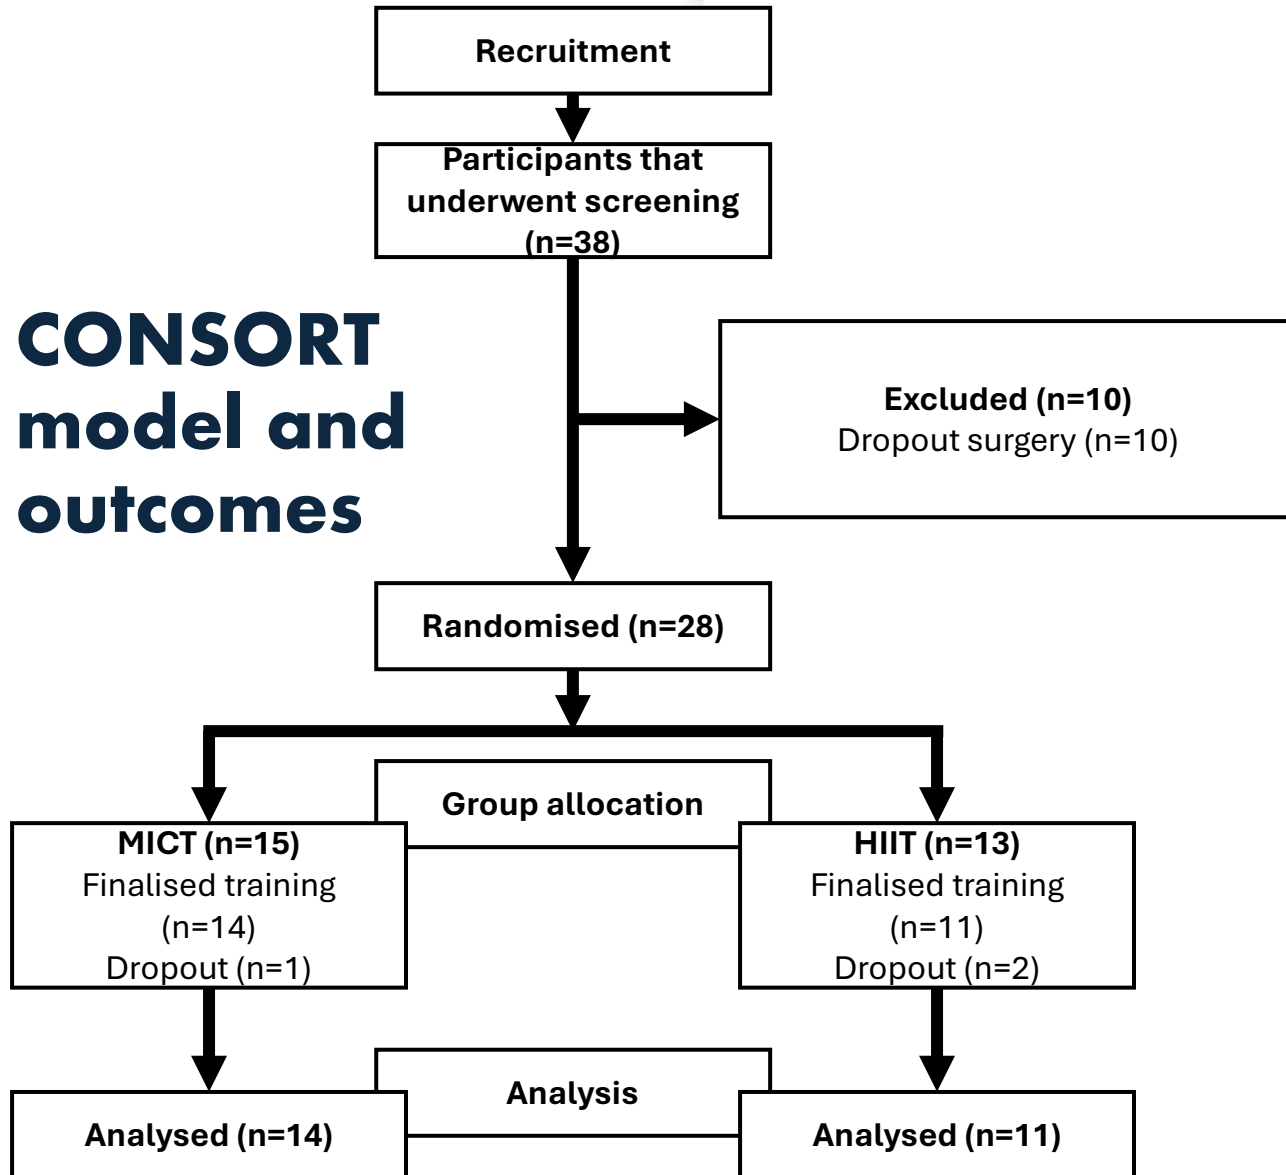 Recruitment
Participants that
underwent screening
(n=38)
CONSORT
model and
outcomes
Excluded (n=10)
Dropout surgery (n=10)
Randomised (n=28)
Group allocation
MICT (n=15)
Finalised training
(n=14)
Dropout (n=1)
HIIT (n=13)
Finalised training
(n=11)
Dropout (n=2)
Analysis
Analysed (n=14)
Analysed (n=11)